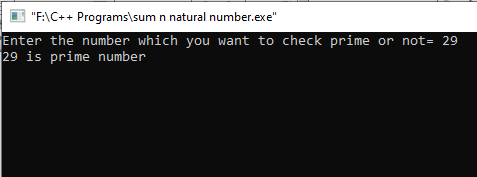 "F:\C++ Programs\sum n natural number.exe"
Enter the number which you want to check prime or not= 29
29 is prime number